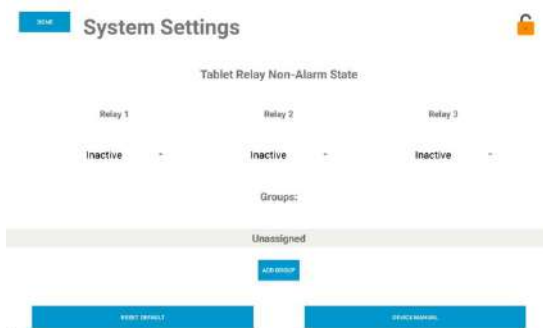 DONE
System Settings
Tablet Relay Non-Alarm State
Relay 1 Relay 2 Relay 3
Inactive Inactive Inactive
Groups:
Unassigned
ADD GROUP
RESET DEFAULT DEVICE MANUAL